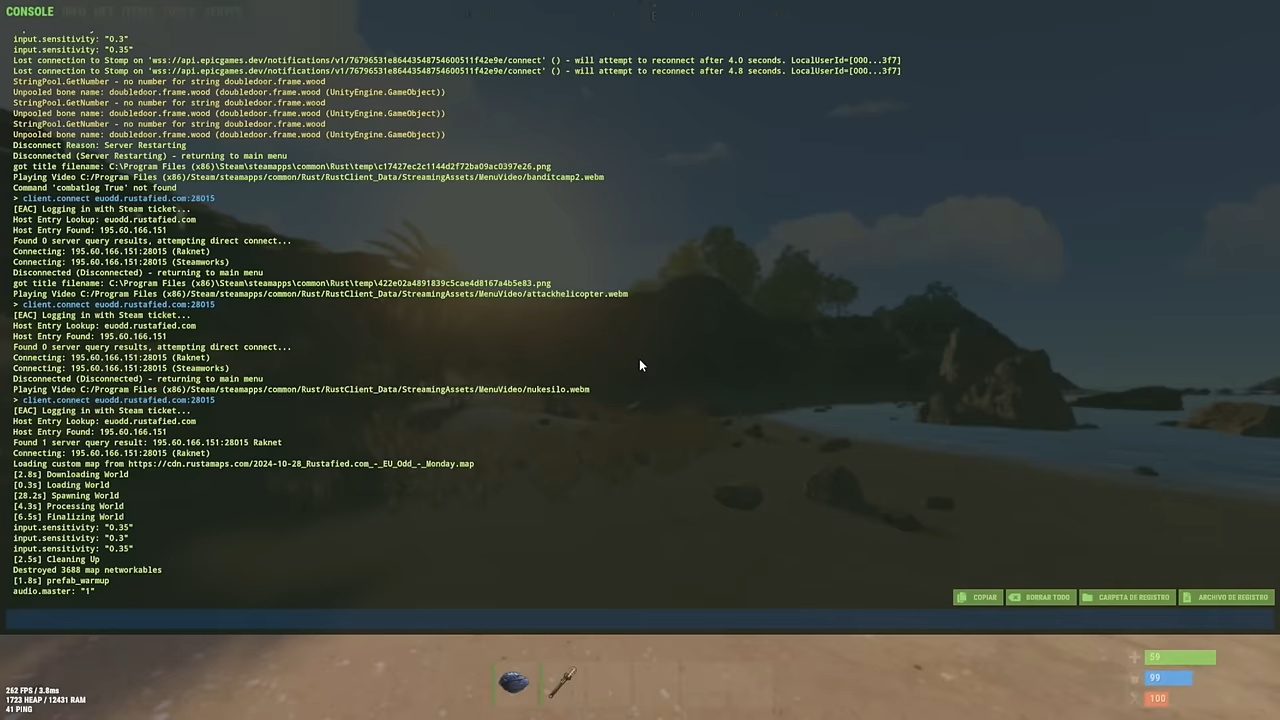 CONSOLE
input.sensitivity: "0.3"
input.sensitivity: "0.35"
Lost connection to Stomp on 'wss://api.epicgames.dev/notifications/v1/76796531e86443548754600511f42e9e/connect' () - will attempt to reconnect after 4.0 seconds. LocalUserId=[000...3f7]
Lost connection to Stomp on 'wss://api.epicgames.dev/notifications/v1/76796531e86443548754600511f42e9e/connect' () - will attempt to reconnect after 4.8 seconds. LocalUserId=[000...3f7]
StringPool.GetNumber - no number for string doubledoor.frame.wood
Unpooled bone name: doubledoor.frame.wood (doubledoor.frame.wood (UnityEngine.GameObject))
StringPool.GetNumber - no number for string doubledoor.frame.wood
Unpooled bone name: doubledoor.frame.wood (doubledoor.frame.wood (UnityEngine.GameObject))
StringPool.GetNumber - no number for string doubledoor.frame.wood
Unpooled bone name: doubledoor.frame.wood (doubledoor.frame.wood (UnityEngine.GameObject))
Disconnect Reason: Server Restarting
Disconnected (Server Restarting) - returning to main menu
got title filename: C:\Program Files (x86)\Steam\steamapps\common\Rust\temp\c17427ec2c1144d2f72ba09ac0397e26.png
Playing Video C:/Program Files (x86)/Steam/steamapps/common/Rust/RustClient_Data/StreamingAssets/MenuVideo/banditcamp2.webm
Command 'combatlog True' not found
> client.connect euodd.rustafied.com:28015
[EAC] Logging in with Steam ticket...
Host Entry Lookup: euodd.rustafied.com
Host Entry Found: 195.60.166.151
Found 0 server query results, attempting direct connect...
Connecting: 195.60.166.151:28015 (Raknet)
Connecting: 195.60.166.151:28015 (Steamworks)
Disconnected (Disconnected) - returning to main menu
got title filename: C:\Program Files (x86)\Steam\steamapps\common\Rust\temp\422e02a4891839c5cae4d8167a4b5e83.png
Playing Video C:/Program Files (x86)/Steam/steamapps/common/Rust/RustClient_Data/StreamingAssets/MenuVideo/attackhelicopter.webm
> client.connect euodd.rustafied.com:28015
[EAC] Logging in with Steam ticket...
Host Entry Lookup: euodd.rustafied.com
Host Entry Found: 195.60.166.151
Found 0 server query results, attempting direct connect...
Connecting: 195.60.166.151:28015 (Raknet)
Connecting: 195.60.166.151:28015 (Steamworks)
Disconnected (Disconnected) - returning to main menu
Playing Video C:/Program Files (x86)/Steam/steamapps/common/Rust/RustClient_Data/StreamingAssets/MenuVideo/nukesilo.webm
> client.connect euodd.rustafied.com:28015
[EAC] Logging in with Steam ticket...
Host Entry Lookup: euodd.rustafied.com
Host Entry Found: 195.60.166.151
Found 1 server query result: 195.60.166.151:28015 Raknet
Connecting: 195.60.166.151:28015 (Raknet)
Loading custom map from https://cdn.rustamaps.com/2024-10-28_Rustafied.com_-_EU_Odd_-_Monday.map
[2.8s] Downloading World
[0.3s] Loading World
[28.2s] Spawning World
[4.3s] Processing World
[6.5s] Finalizing World
input.sensitivity: "0.35"
input.sensitivity: "0.3"
input.sensitivity: "0.35"
[2.5s] Cleaning Up
Destroyed 3688 map networkables
[1.8s] prefab_warmup
audio.master: "1"
COPIAR BORRAR TODO CARPETA DE REGISTRO ARCHIVO DE REGISTRO
59
99
100
262 FPS / 3.8ms
1723 HEAP / 12431 RAM
41 PING